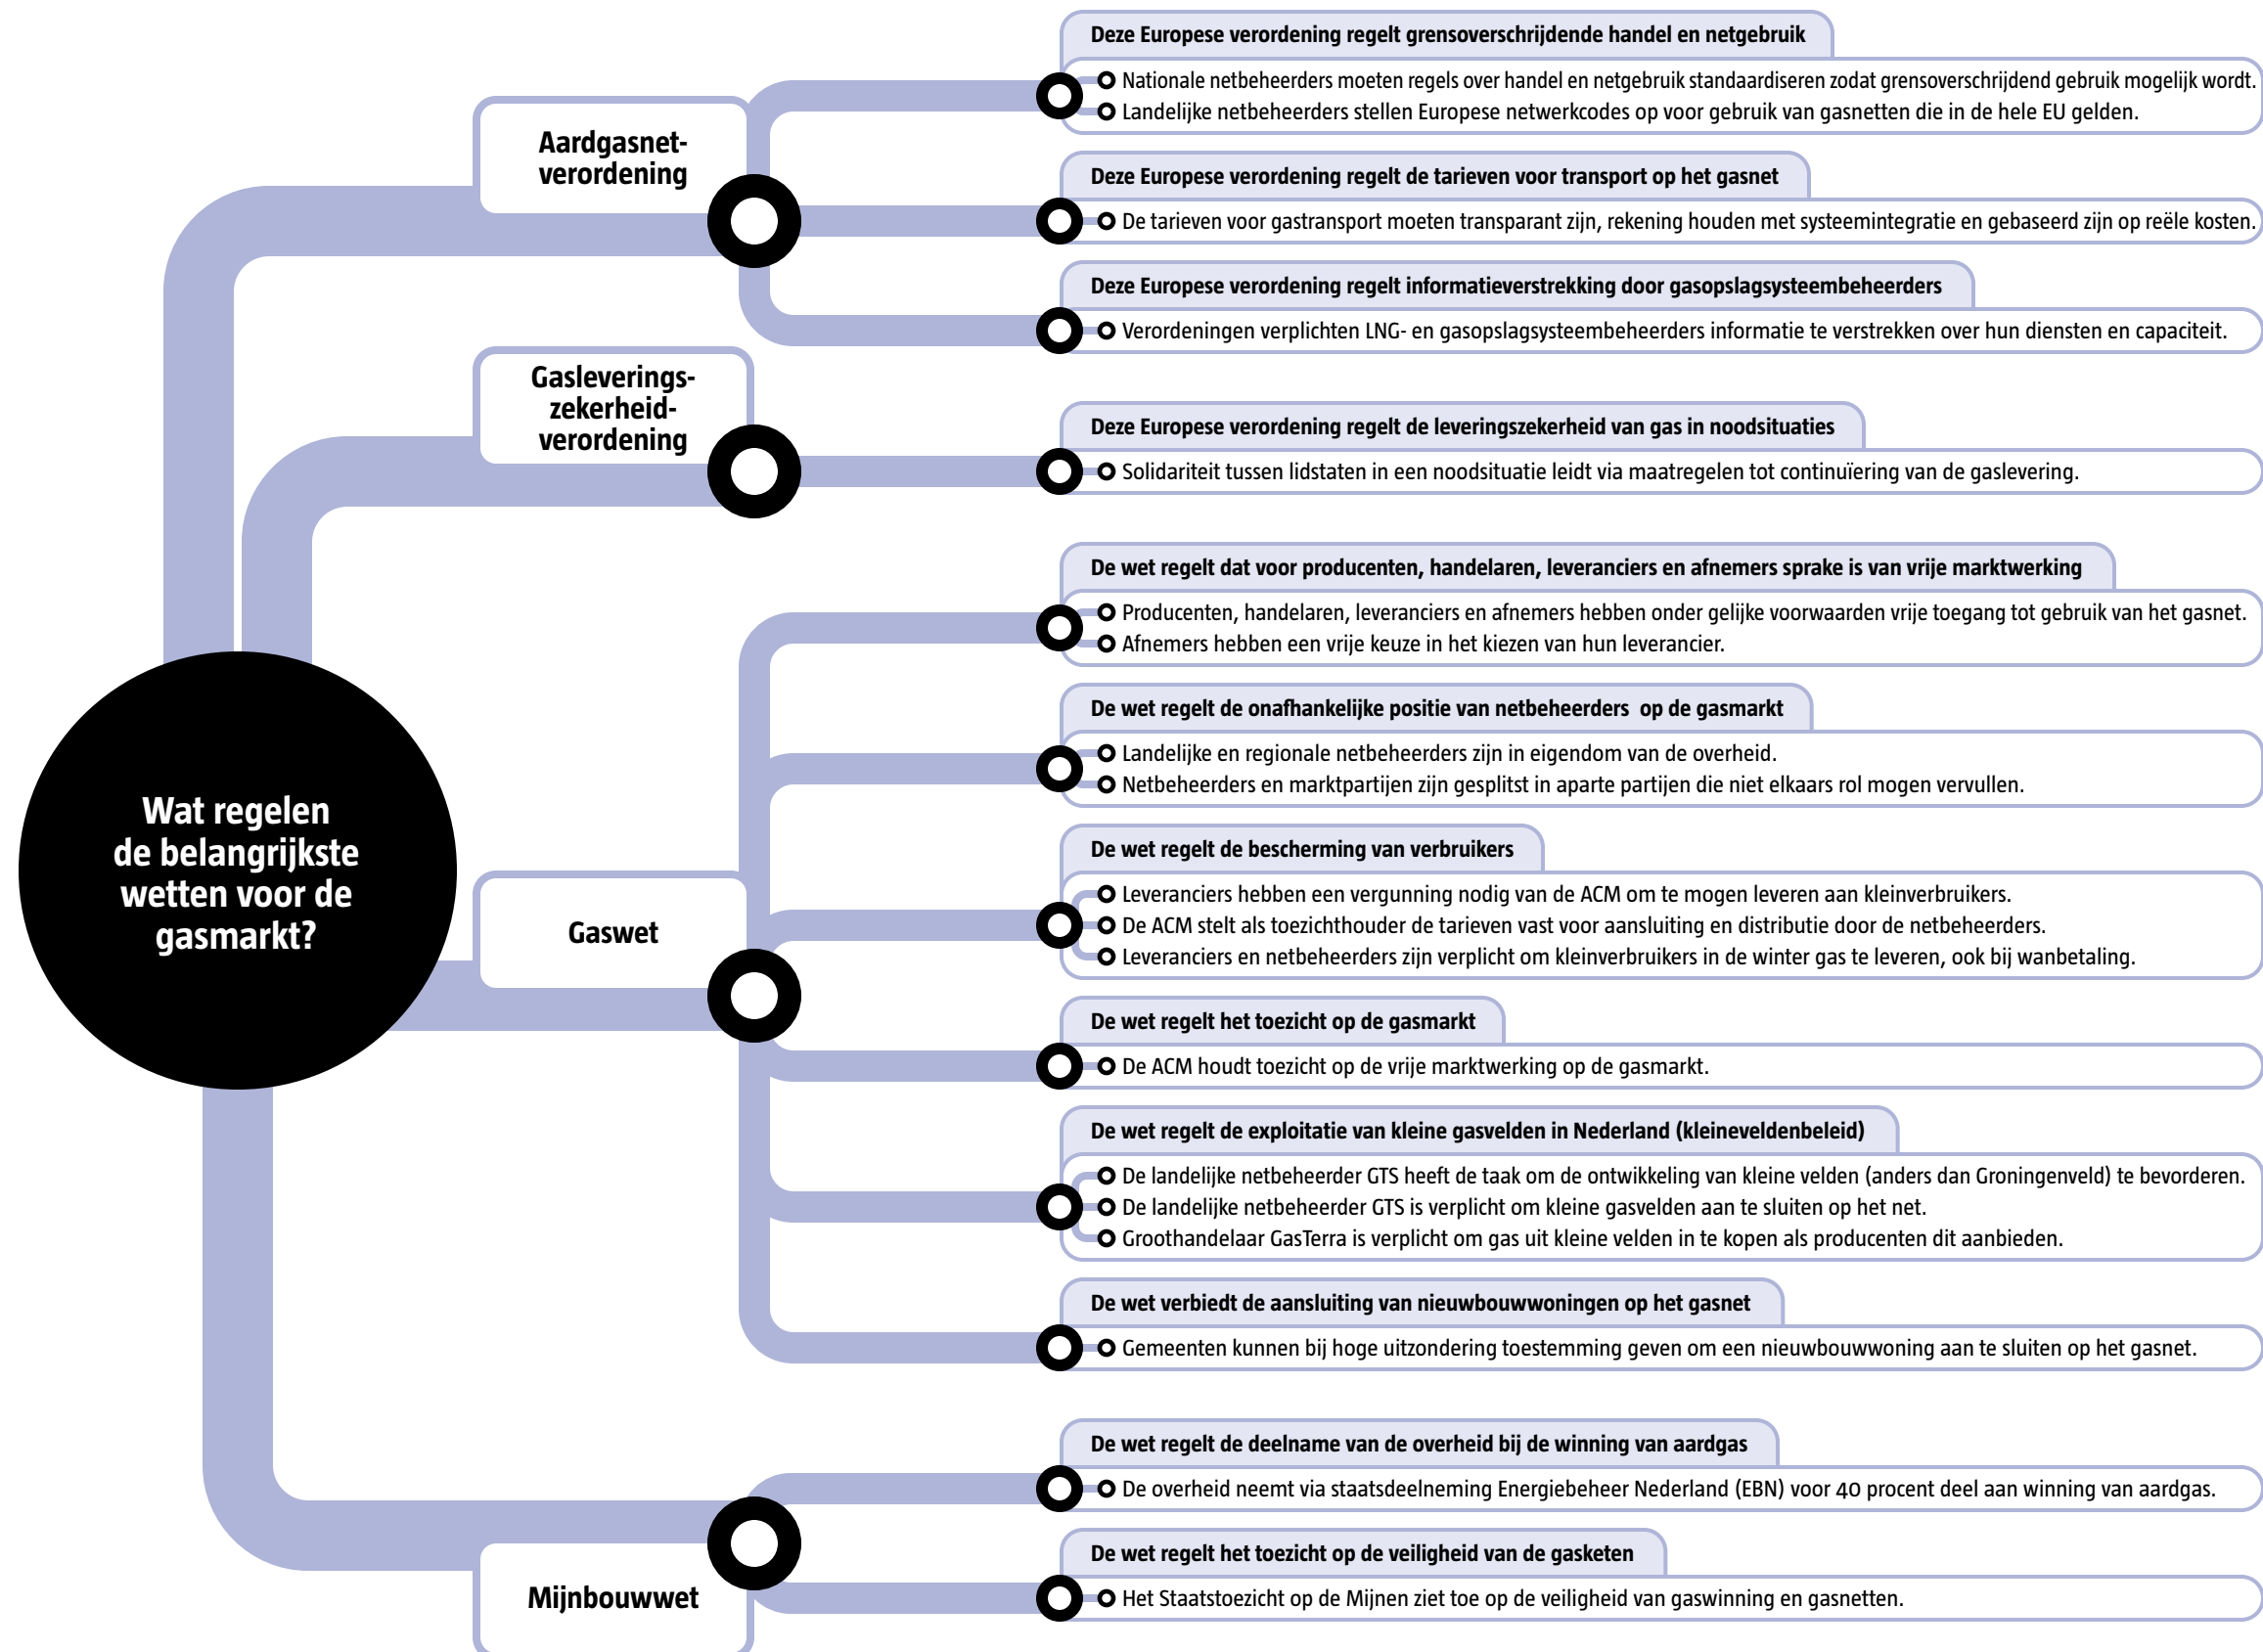 Wat regelen
de belangrijkste
wetten voor de
gasmarkt?
Aardgasnet-
verordening
Deze Europese verordening regelt grensoverschrijdende handel en netgebruik
Nationale netbeheerders moeten regels over handel en netgebruik standaardiseren zodat grensoverschrijdend gebruik mogelijk wordt.
Landelijke netbeheerders stellen Europese netwerkcodes op voor gebruik van gasnetten die in de hele EU gelden.
Deze Europese verordening regelt de tarieven voor transport op het gasnet
De tarieven voor gastransport moeten transparant zijn, rekening houden met systeemintegratie en gebaseerd zijn op reële kosten.
Deze Europese verordening regelt informatieverstrekking door gasopslagsysteembeheerders
Verordeningen verplichten LNG- en gasopslagsysteembeheerders informatie te verstrekken over hun diensten en capaciteit.
Gasleverings-
zekerheid-
verordening
Deze Europese verordening regelt de leveringszekerheid van gas in noodsituaties
Solidariteit tussen lidstaten in een noodsituatie leidt via maatregelen tot continuïering van de gaslevering.
Gaswet
De wet regelt dat voor producenten, handelaren, leveranciers en afnemers sprake is van vrije marktwerking
Producenten, handelaren, leveranciers en afnemers hebben onder gelijke voorwaarden vrije toegang tot gebruik van het gasnet.
Afnemers hebben een vrije keuze in het kiezen van hun leverancier.
De wet regelt de onafhankelijke positie van netbeheerders op de gasmarkt
Landelijke en regionale netbeheerders zijn in eigendom van de overheid.
Netbeheerders en marktpartijen zijn gesplitst in aparte partijen die niet elkaars rol mogen vervullen.
De wet regelt de bescherming van verbruikers
Leveranciers hebben een vergunning nodig van de ACM om te mogen leveren aan kleinverbruikers.
De ACM stelt als toezichthouder de tarieven vast voor aansluiting en distributie door de netbeheerders.
Leveranciers en netbeheerders zijn verplicht om kleinverbruikers in de winter gas te leveren, ook bij wanbetaling.
De wet regelt het toezicht op de gasmarkt
De ACM houdt toezicht op de vrije marktwerking op de gasmarkt.
De wet regelt de exploitatie van kleine gasvelden in Nederland (kleineveldenbeleid)
De landelijke netbeheerder GTS heeft de taak om de ontwikkeling van kleine velden (anders dan Groningenveld) te bevorderen.
De landelijke netbeheerder GTS is verplicht om kleine gasvelden aan te sluiten op het net.
Groothandelaar GasTerra is verplicht om gas uit kleine velden in te kopen als producenten dit aanbieden.
De wet verbiedt de aansluiting van nieuwbouwwoningen op het gasnet
Gemeenten kunnen bij hoge uitzondering toestemming geven om een nieuwbouwwoning aan te sluiten op het gasnet.
Mijnbouwwet
De wet regelt de deelname van de overheid bij de winning van aardgas
De overheid neemt via staatsdeelneming Energiebeheer Nederland (EBN) voor 40 procent deel aan winning van aardgas.
De wet regelt het toezicht op de veiligheid van de gasketen
Het Staatstoezicht op de Mijnen ziet toe op de veiligheid van gaswinning en gasnetten.